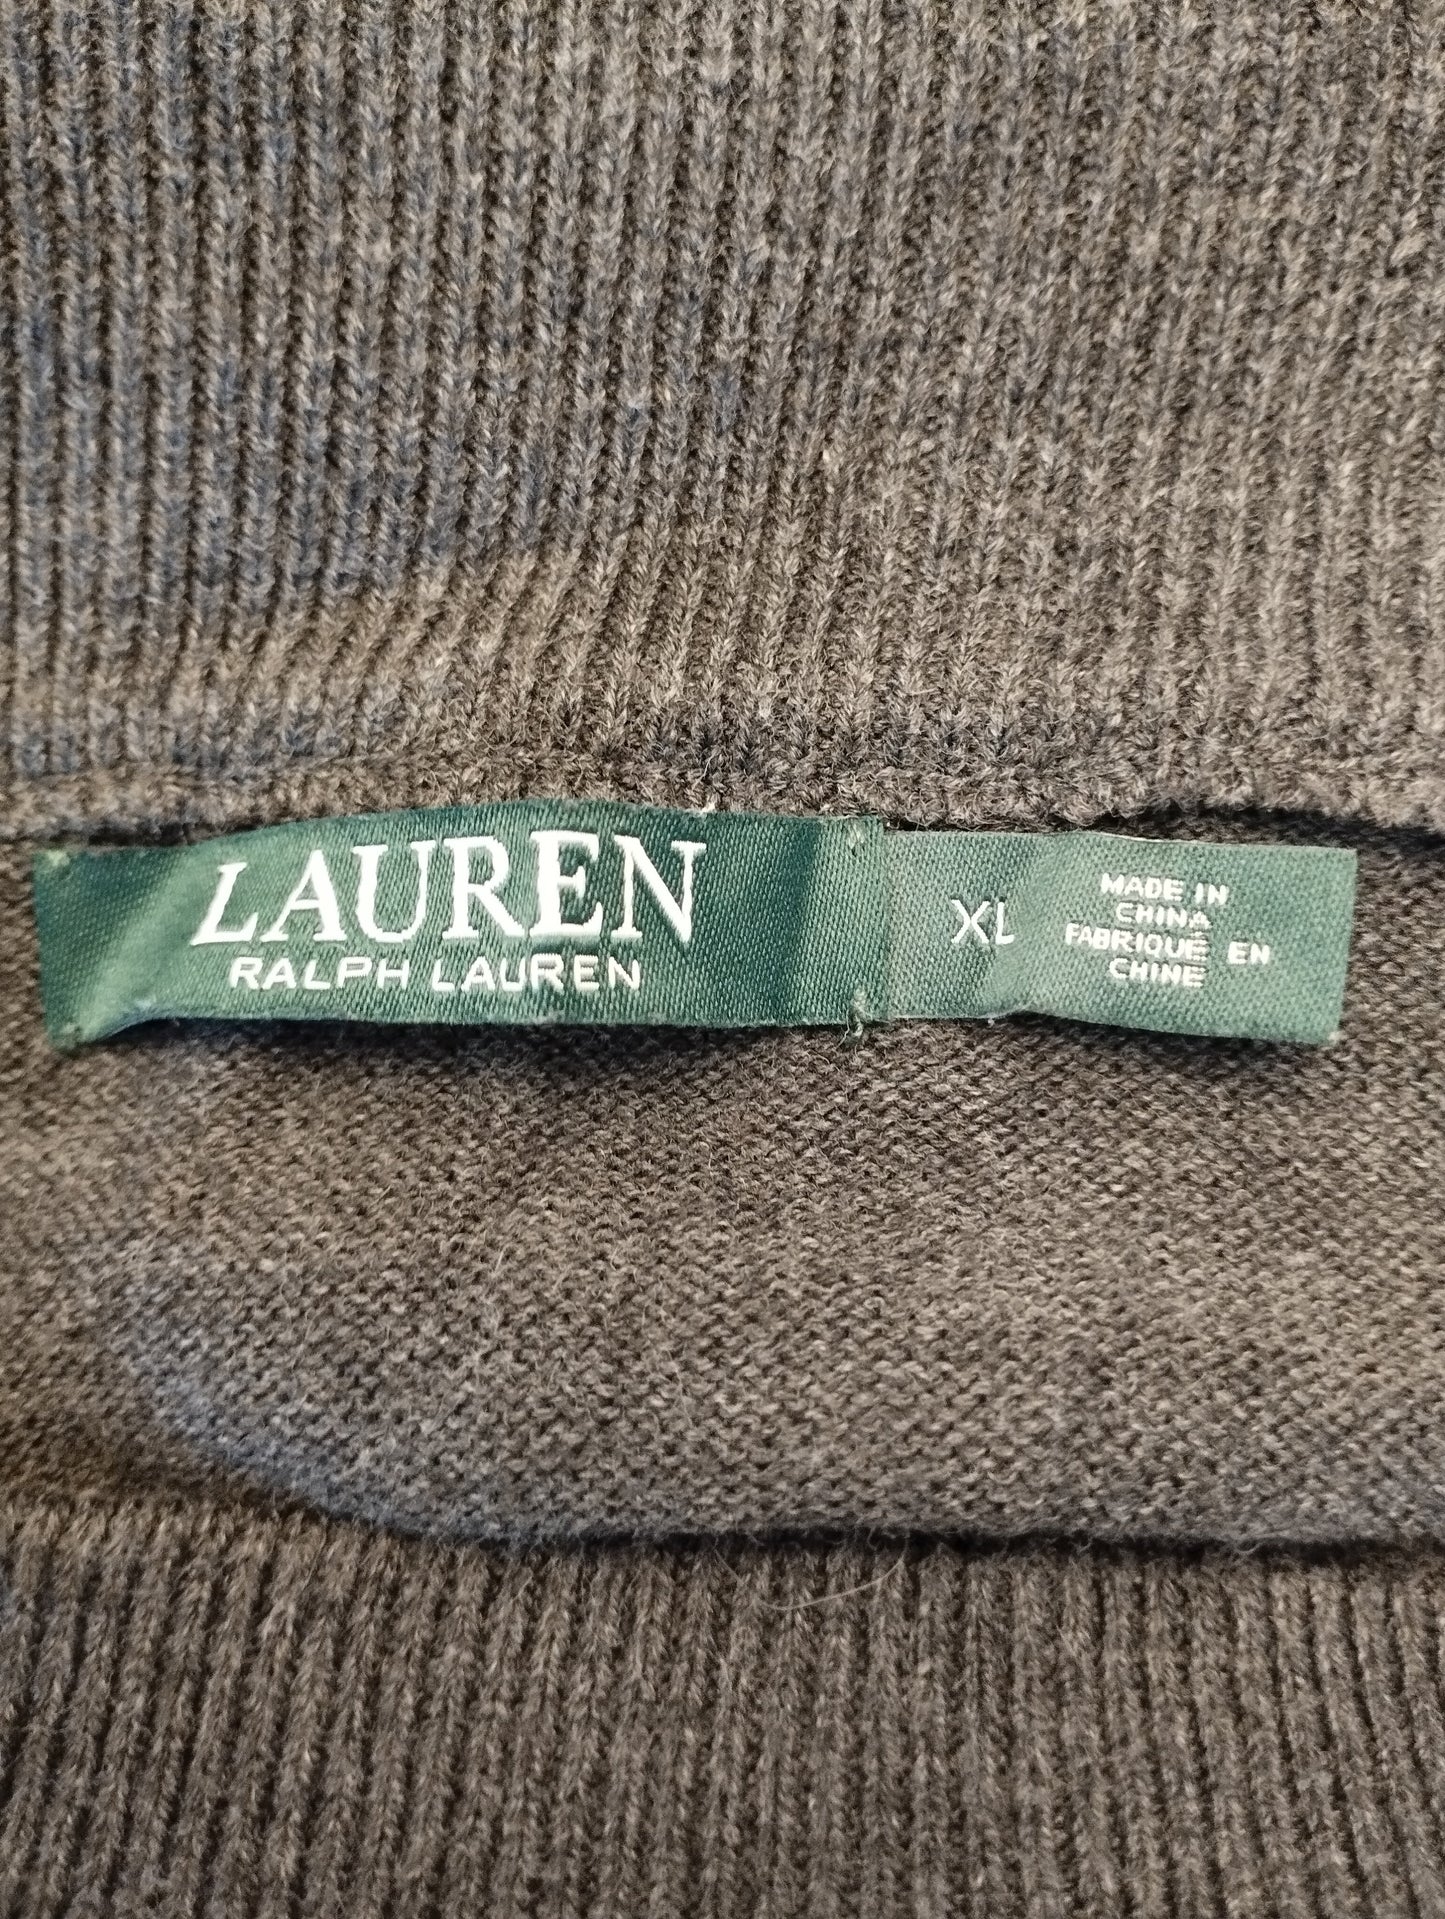 LAUREN
RALPH LAUREN
XL
MADE IN
CHINA
FABRIQUÉ EN
CHINE